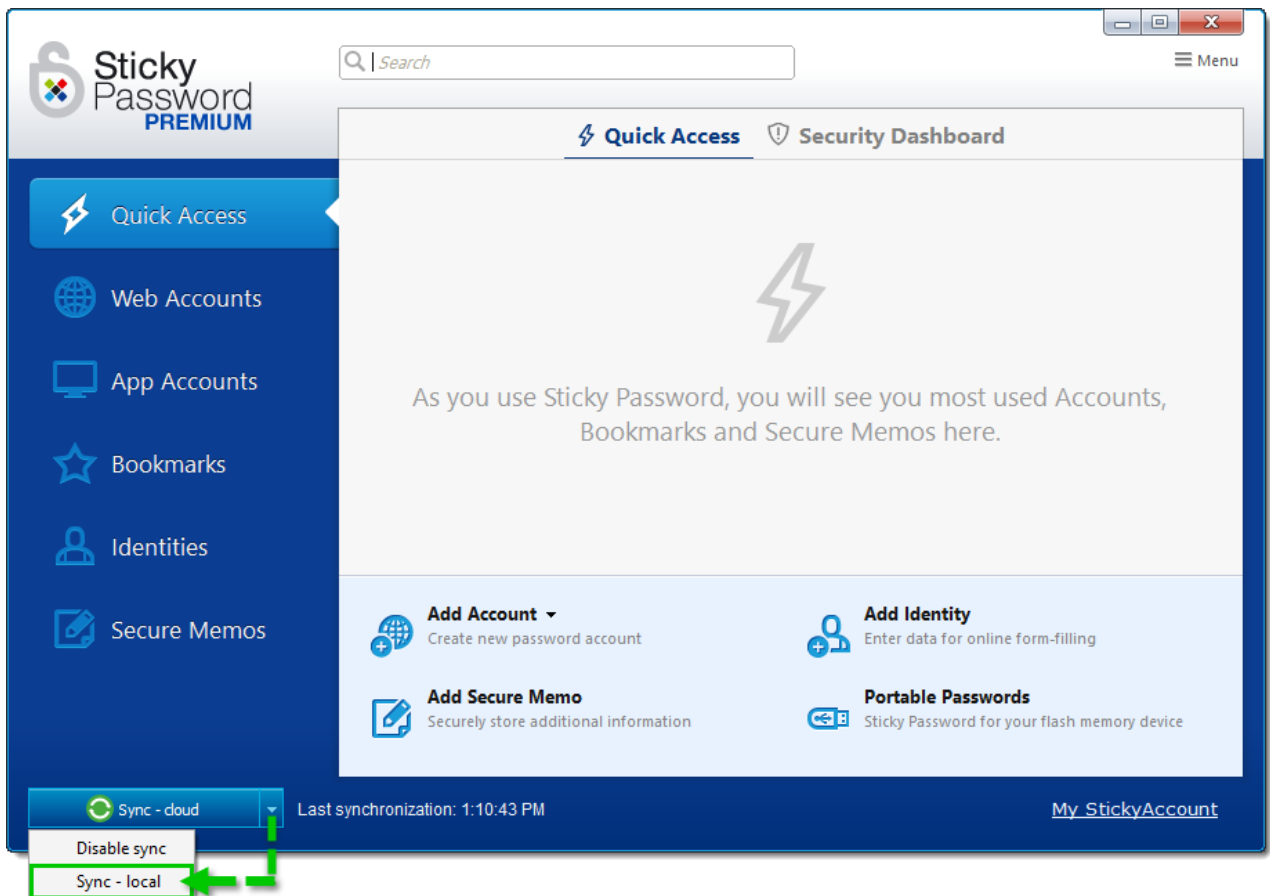 Sticky
Password
PREMIUM
Search
Menu
Quick Access
Security Dashboard
Quick Access
Web Accounts
App Accounts
Bookmarks
Identities
Secure Memos
As you use Sticky Password, you will see you most used Accounts,
Bookmarks and Secure Memos here.
Add Account
Create new password account
Add Identity
Enter data for online form-filling
Add Secure Memo
Securely store additional information
Portable Passwords
Sticky Password for your flash memory device
Sync - cloud
Last synchronization: 1:10:43 PM
My StickyAccount
Disable sync
Sync - local